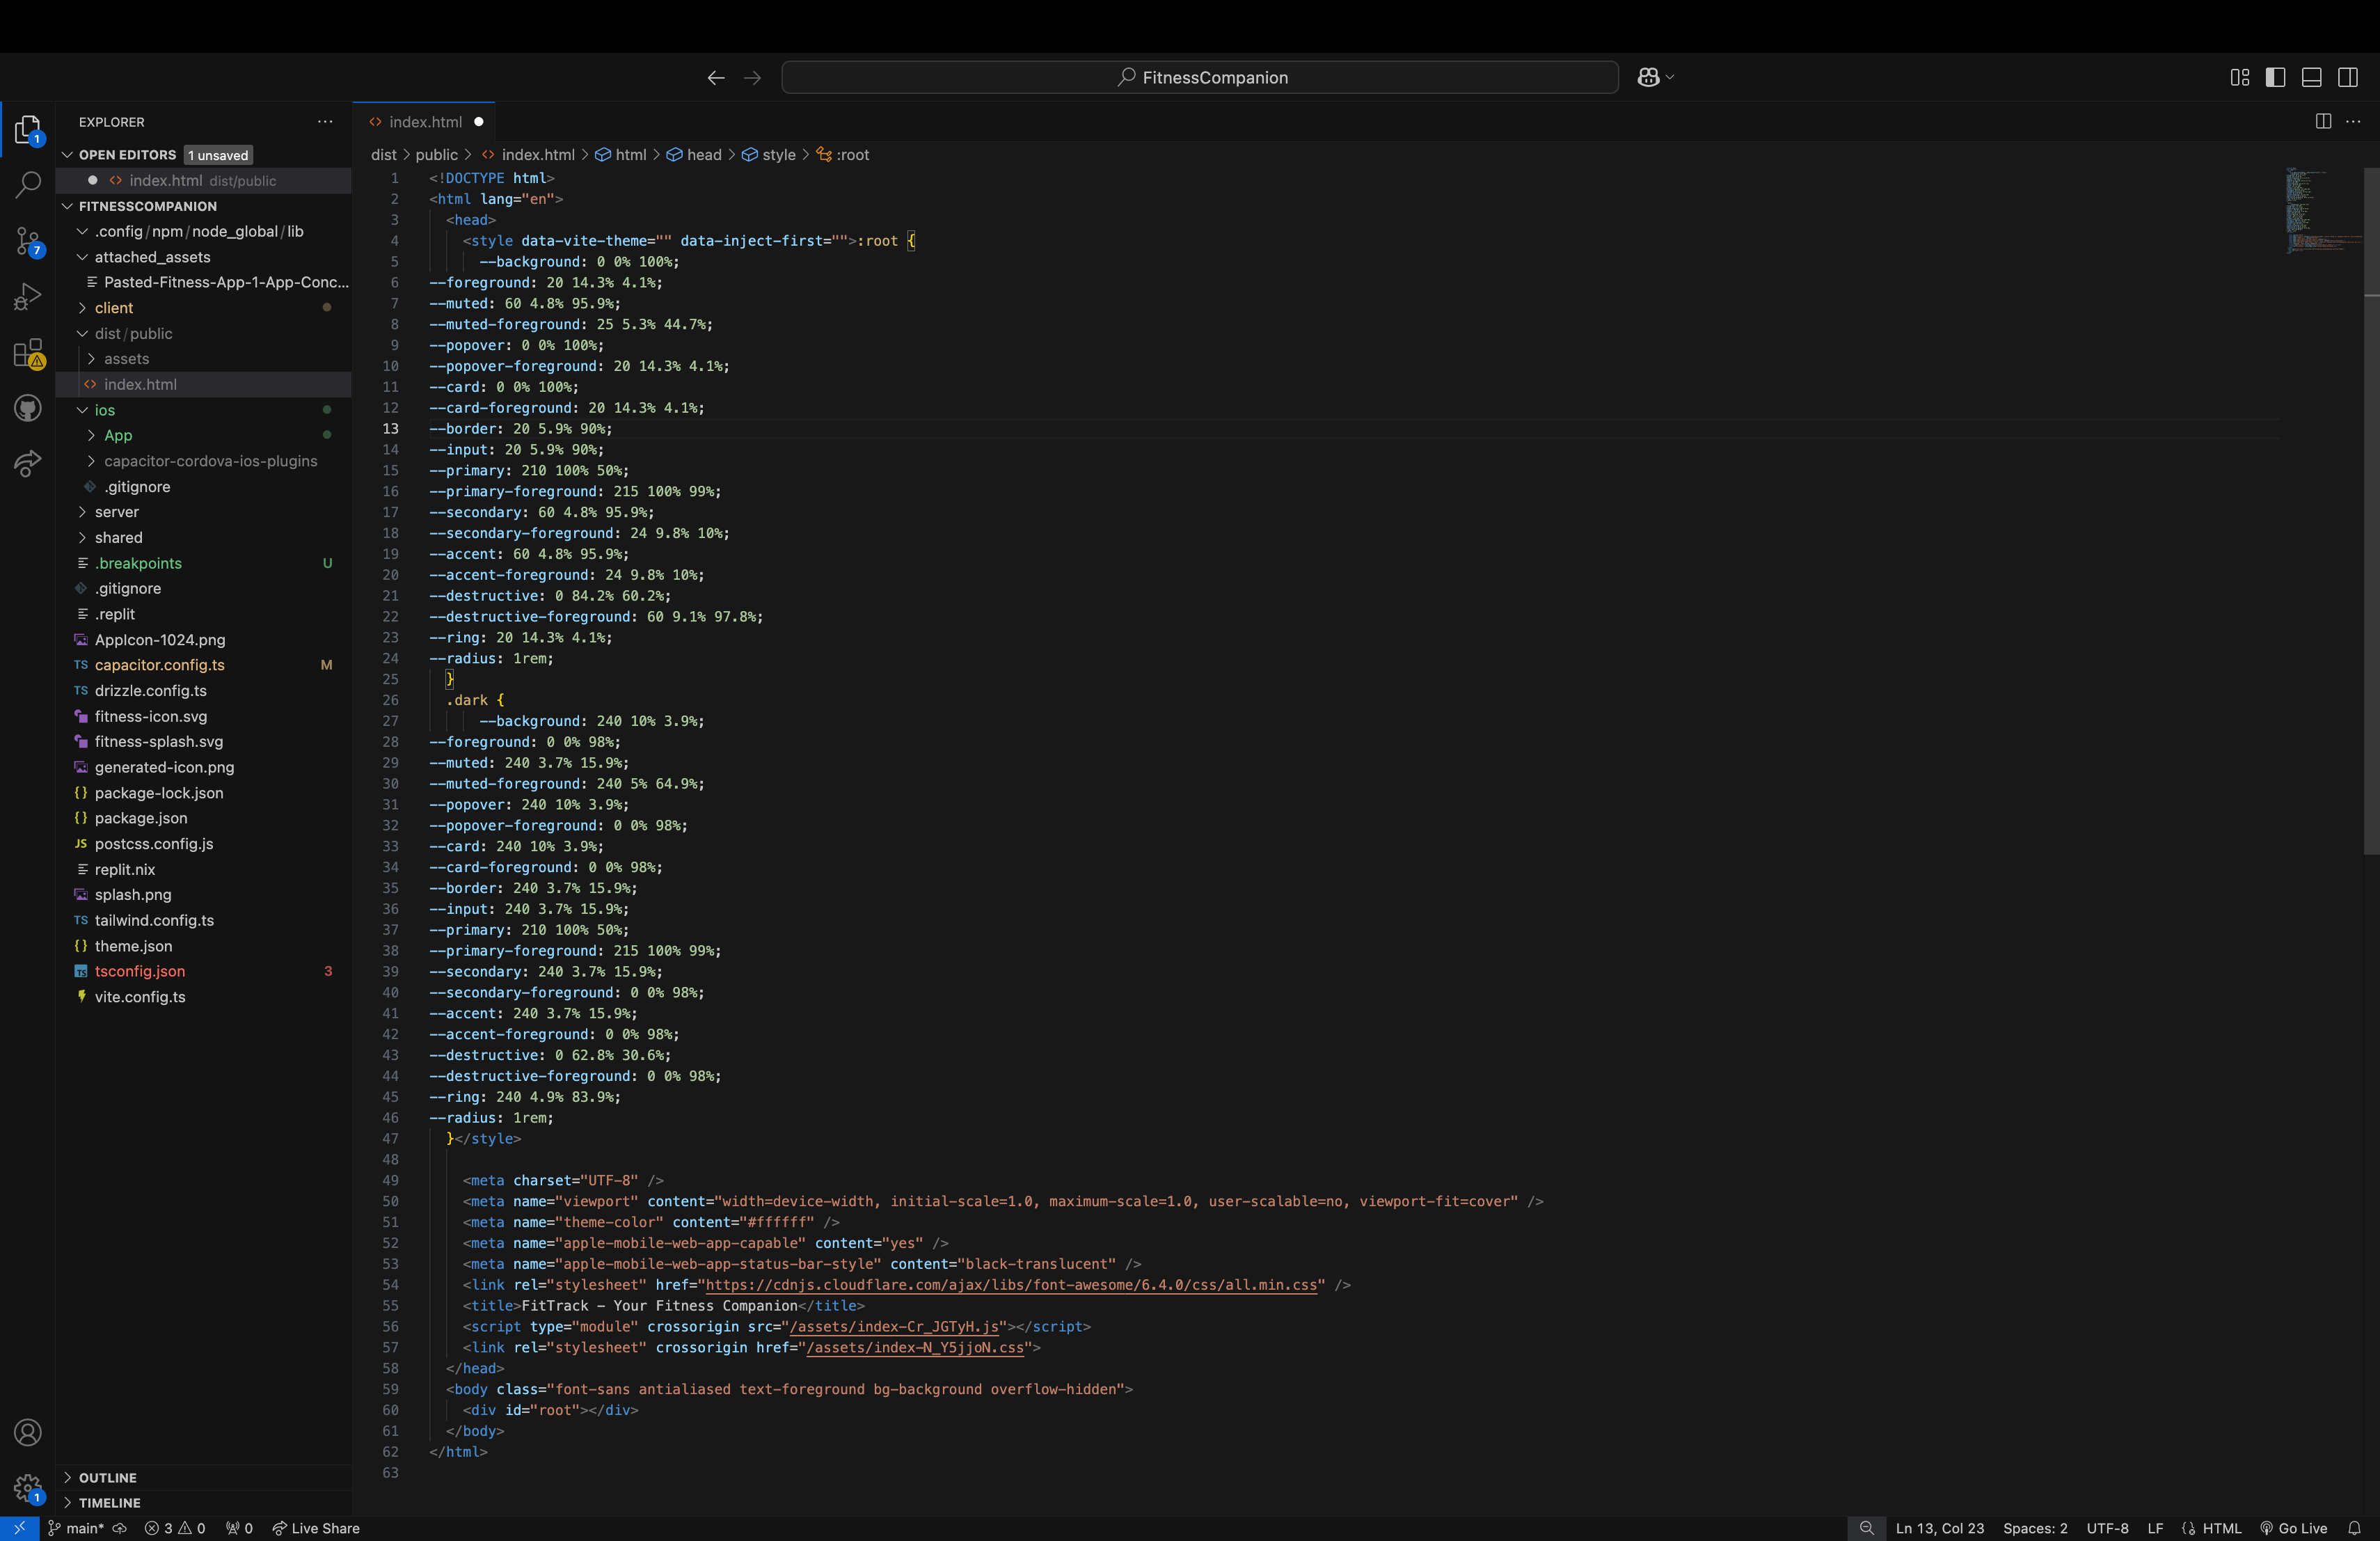 FitnessCompanion
EXPLORER
OPEN EDITORS 1 unsaved
index.html dist/public
FITNESSCOMPANION
.config/npm/node_global/lib
attached_assets
Pasted-Fitness-App-1-App-Conc...
client
dist/public
assets
index.html
ios
App
capacitor-cordova-ios-plugins
.gitignore
server
shared
.breakpoints U
.gitignore
.replit
AppIcon-1024.png
capacitor.config.ts M
drizzle.config.ts
fitness-icon.svg
fitness-splash.svg
generated-icon.png
package-lock.json
package.json
postcss.config.js
replit.nix
splash.png
tailwind.config.ts
theme.json
tsconfig.json 3
vite.config.ts
OUTLINE
TIMELINE
index.html
dist > public > index.html > html > head > style > :root
1 <!DOCTYPE html>
2 <html lang="en">
3 <head>
4 <style data-vite-theme="" data-inject-first="">:root {
5 --background: 0 0% 100%;
6 --foreground: 20 14.3% 4.1%;
7 --muted: 60 4.8% 95.9%;
8 --muted-foreground: 25 5.3% 44.7%;
9 --popover: 0 0% 100%;
10 --popover-foreground: 20 14.3% 4.1%;
11 --card: 0 0% 100%;
12 --card-foreground: 20 14.3% 4.1%;
13 --border: 20 5.9% 90%;
14 --input: 20 5.9% 90%;
15 --primary: 210 100% 50%;
16 --primary-foreground: 215 100% 99%;
17 --secondary: 60 4.8% 95.9%;
18 --secondary-foreground: 24 9.8% 10%;
19 --accent: 60 4.8% 95.9%;
20 --accent-foreground: 24 9.8% 10%;
21 --destructive: 0 84.2% 60.2%;
22 --destructive-foreground: 60 9.1% 97.8%;
23 --ring: 20 14.3% 4.1%;
24 --radius: 1rem;
25 }
26 .dark {
27 --background: 240 10% 3.9%;
28 --foreground: 0 0% 98%;
29 --muted: 240 3.7% 15.9%;
30 --muted-foreground: 240 5% 64.9%;
31 --popover: 240 10% 3.9%;
32 --popover-foreground: 0 0% 98%;
33 --card: 240 10% 3.9%;
34 --card-foreground: 0 0% 98%;
35 --border: 240 3.7% 15.9%;
36 --input: 240 3.7% 15.9%;
37 --primary: 210 100% 50%;
38 --primary-foreground: 215 100% 99%;
39 --secondary: 240 3.7% 15.9%;
40 --secondary-foreground: 0 0% 98%;
41 --accent: 240 3.7% 15.9%;
42 --accent-foreground: 0 0% 98%;
43 --destructive: 0 62.8% 30.6%;
44 --destructive-foreground: 0 0% 98%;
45 --ring: 240 4.9% 83.9%;
46 --radius: 1rem;
47 }</style>
48
49 <meta charset="UTF-8" />
50 <meta name="viewport" content="width=device-width, initial-scale=1.0, maximum-scale=1.0, user-scalable=no, viewport-fit=cover" />
51 <meta name="theme-color" content="#ffffff" />
52 <meta name="apple-mobile-web-app-capable" content="yes" />
53 <meta name="apple-mobile-web-app-status-bar-style" content="black-translucent" />
54 <link rel="stylesheet" href="https://cdnjs.cloudflare.com/ajax/libs/font-awesome/6.4.0/css/all.min.css" />
55 <title>FitTrack - Your Fitness Companion</title>
56 <script type="module" crossorigin src="/assets/index-Cr_JGTyH.js"></script>
57 <link rel="stylesheet" crossorigin href="/assets/index-N_Y5jjoN.css">
58 </head>
59 <body class="font-sans antialiased text-foreground bg-background overflow-hidden">
60 <div id="root"></div>
61 </body>
62 </html>
63
1
7
1
main* 3 0 0 Live Share Ln 13, Col 23 Spaces: 2 UTF-8 LF {} HTML Go Live